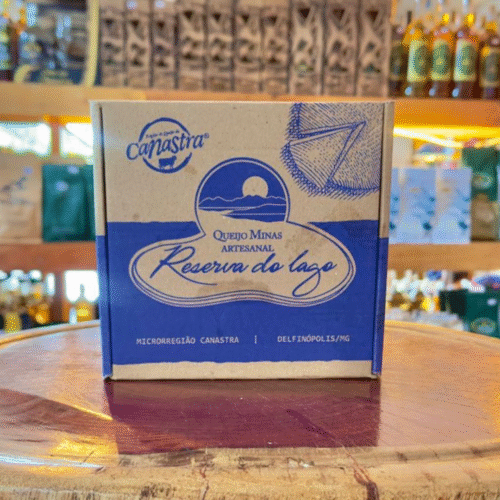 Canastra®
QUEIJO MINAS
ARTESANAL
Reserva do lago
MICRORREGIÃO CANASTRA | DELFINÓPOLIS/MG